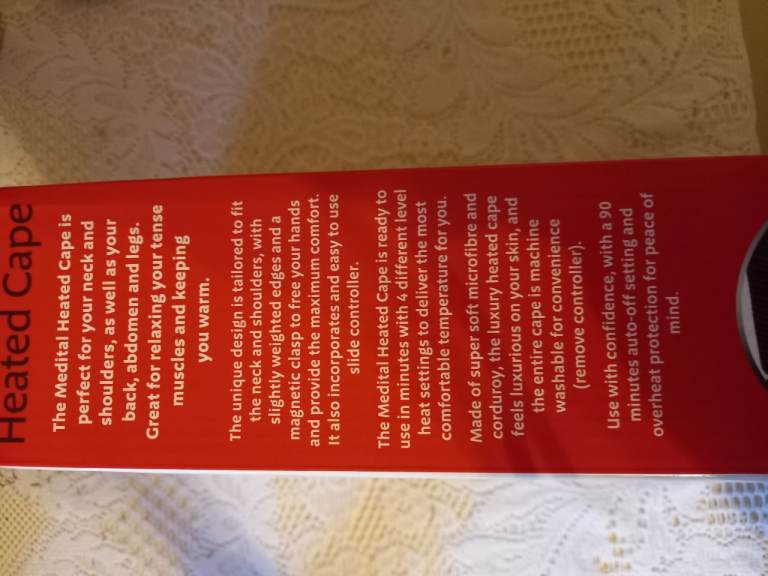 Heated Cape
The Medital Heated Cape is
perfect for your neck and
shoulders, as well as your
back, abdomen and legs.
Great for relaxing your tense
muscles and keeping
you warm.
The unique design is tailored to fit
the neck and shoulders, with
slightly weighted edges and a
magnetic clasp to free your hands
and provide the maximum comfort.
It also incorporates and easy to use
slide controller.
The Medital Heated Cape is ready to
use in minutes with 4 different level
heat settings to deliver the most
comfortable temperature for you.
Made of super soft microfibre and
corduroy, the luxury heated cape
feels luxurious on your skin, and
the entire cape is machine
washable for convenience
(remove controller).
Use with confidence, with a 90
minutes auto-off setting and
overheat protection for peace of
mind.